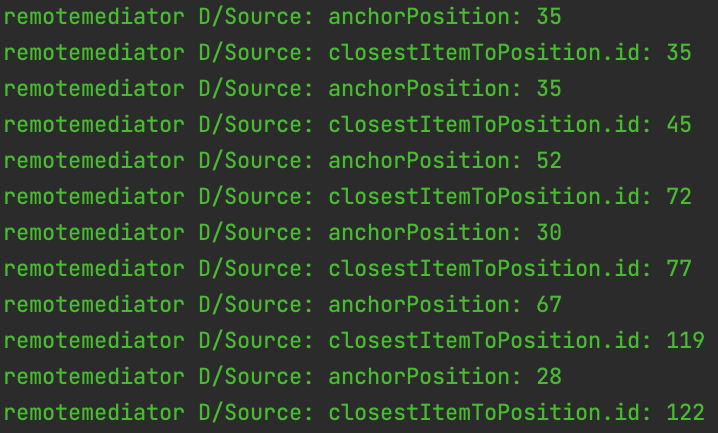 remotemediator D/Source: anchorPosition: 35
remotemediator D/Source: closestItemToPosition.id: 35
remotemediator D/Source: anchorPosition: 35
remotemediator D/Source: closestItemToPosition.id: 45
remotemediator D/Source: anchorPosition: 52
remotemediator D/Source: closestItemToPosition.id: 72
remotemediator D/Source: anchorPosition: 30
remotemediator D/Source: closestItemToPosition.id: 77
remotemediator D/Source: anchorPosition: 67
remotemediator D/Source: closestItemToPosition.id: 119
remotemediator D/Source: anchorPosition: 28
remotemediator D/Source: closestItemToPosition.id: 122